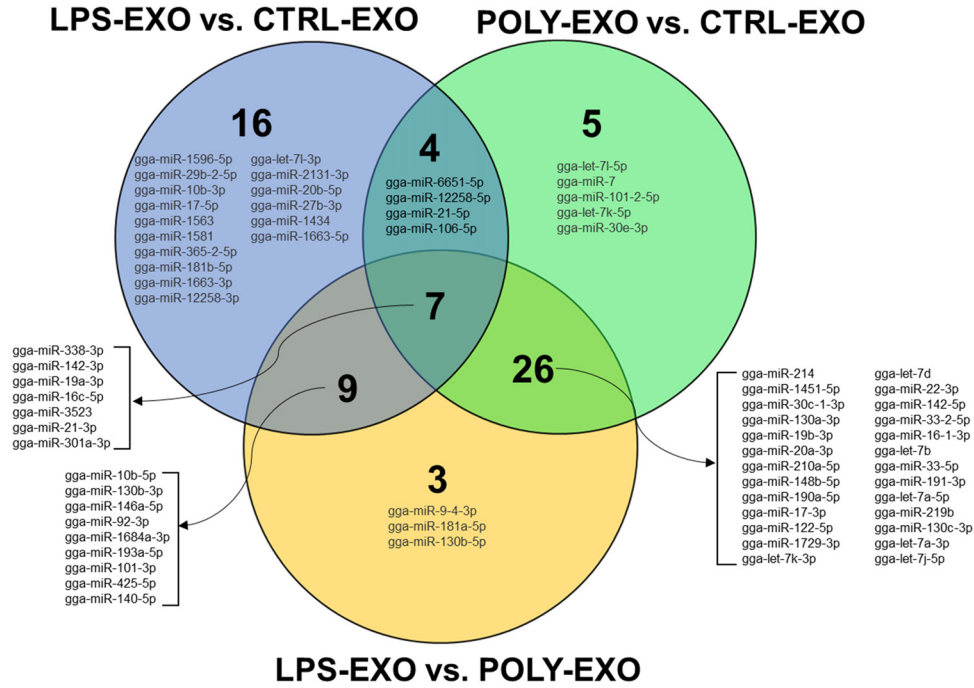 LPS-EXO vs. CTRL-EXO
POLY-EXO vs. CTRL-EXO
16
gga-miR-1596-5p
gga-miR-29b-2-5p
gga-miR-10b-3p
gga-miR-17-5p
gga-miR-1563
gga-miR-1581
gga-miR-365-2-5p
gga-miR-181b-5p
gga-miR-1663-3p
gga-miR-12258-3p
gga-let-7l-3p
gga-miR-2131-3p
gga-miR-20b-5p
gga-miR-27b-3p
gga-miR-1434
gga-miR-1663-5p
4
gga-miR-6651-5p
gga-miR-12258-5p
gga-miR-21-5p
gga-miR-106-5p
5
gga-let-7l-5p
gga-miR-7
gga-miR-101-2-5p
gga-let-7k-5p
gga-miR-30e-3p
7
gga-miR-338-3p
gga-miR-142-3p
gga-miR-19a-3p
gga-miR-16c-5p
gga-miR-3523
gga-miR-21-3p
gga-miR-301a-3p
9
gga-miR-10b-5p
gga-miR-130b-3p
gga-miR-146a-5p
gga-miR-92-3p
gga-miR-1684a-3p
gga-miR-193a-5p
gga-miR-101-3p
gga-miR-425-5p
gga-miR-140-5p
26
gga-miR-214
gga-miR-1451-5p
gga-miR-30c-1-3p
gga-miR-130a-3p
gga-miR-19b-3p
gga-miR-20a-3p
gga-miR-210a-5p
gga-miR-148b-5p
gga-miR-190a-5p
gga-miR-17-3p
gga-miR-122-5p
gga-miR-1729-3p
gga-let-7k-3p
gga-let-7d
gga-miR-22-3p
gga-miR-142-5p
gga-miR-33-2-5p
gga-miR-16-1-3p
gga-let-7b
gga-miR-33-5p
gga-miR-191-3p
gga-let-7a-5p
gga-miR-219b
gga-miR-130c-3p
gga-let-7a-3p
gga-let-7j-5p
3
gga-miR-9-4-3p
gga-miR-181a-5p
gga-miR-130b-5p
LPS-EXO vs. POLY-EXO